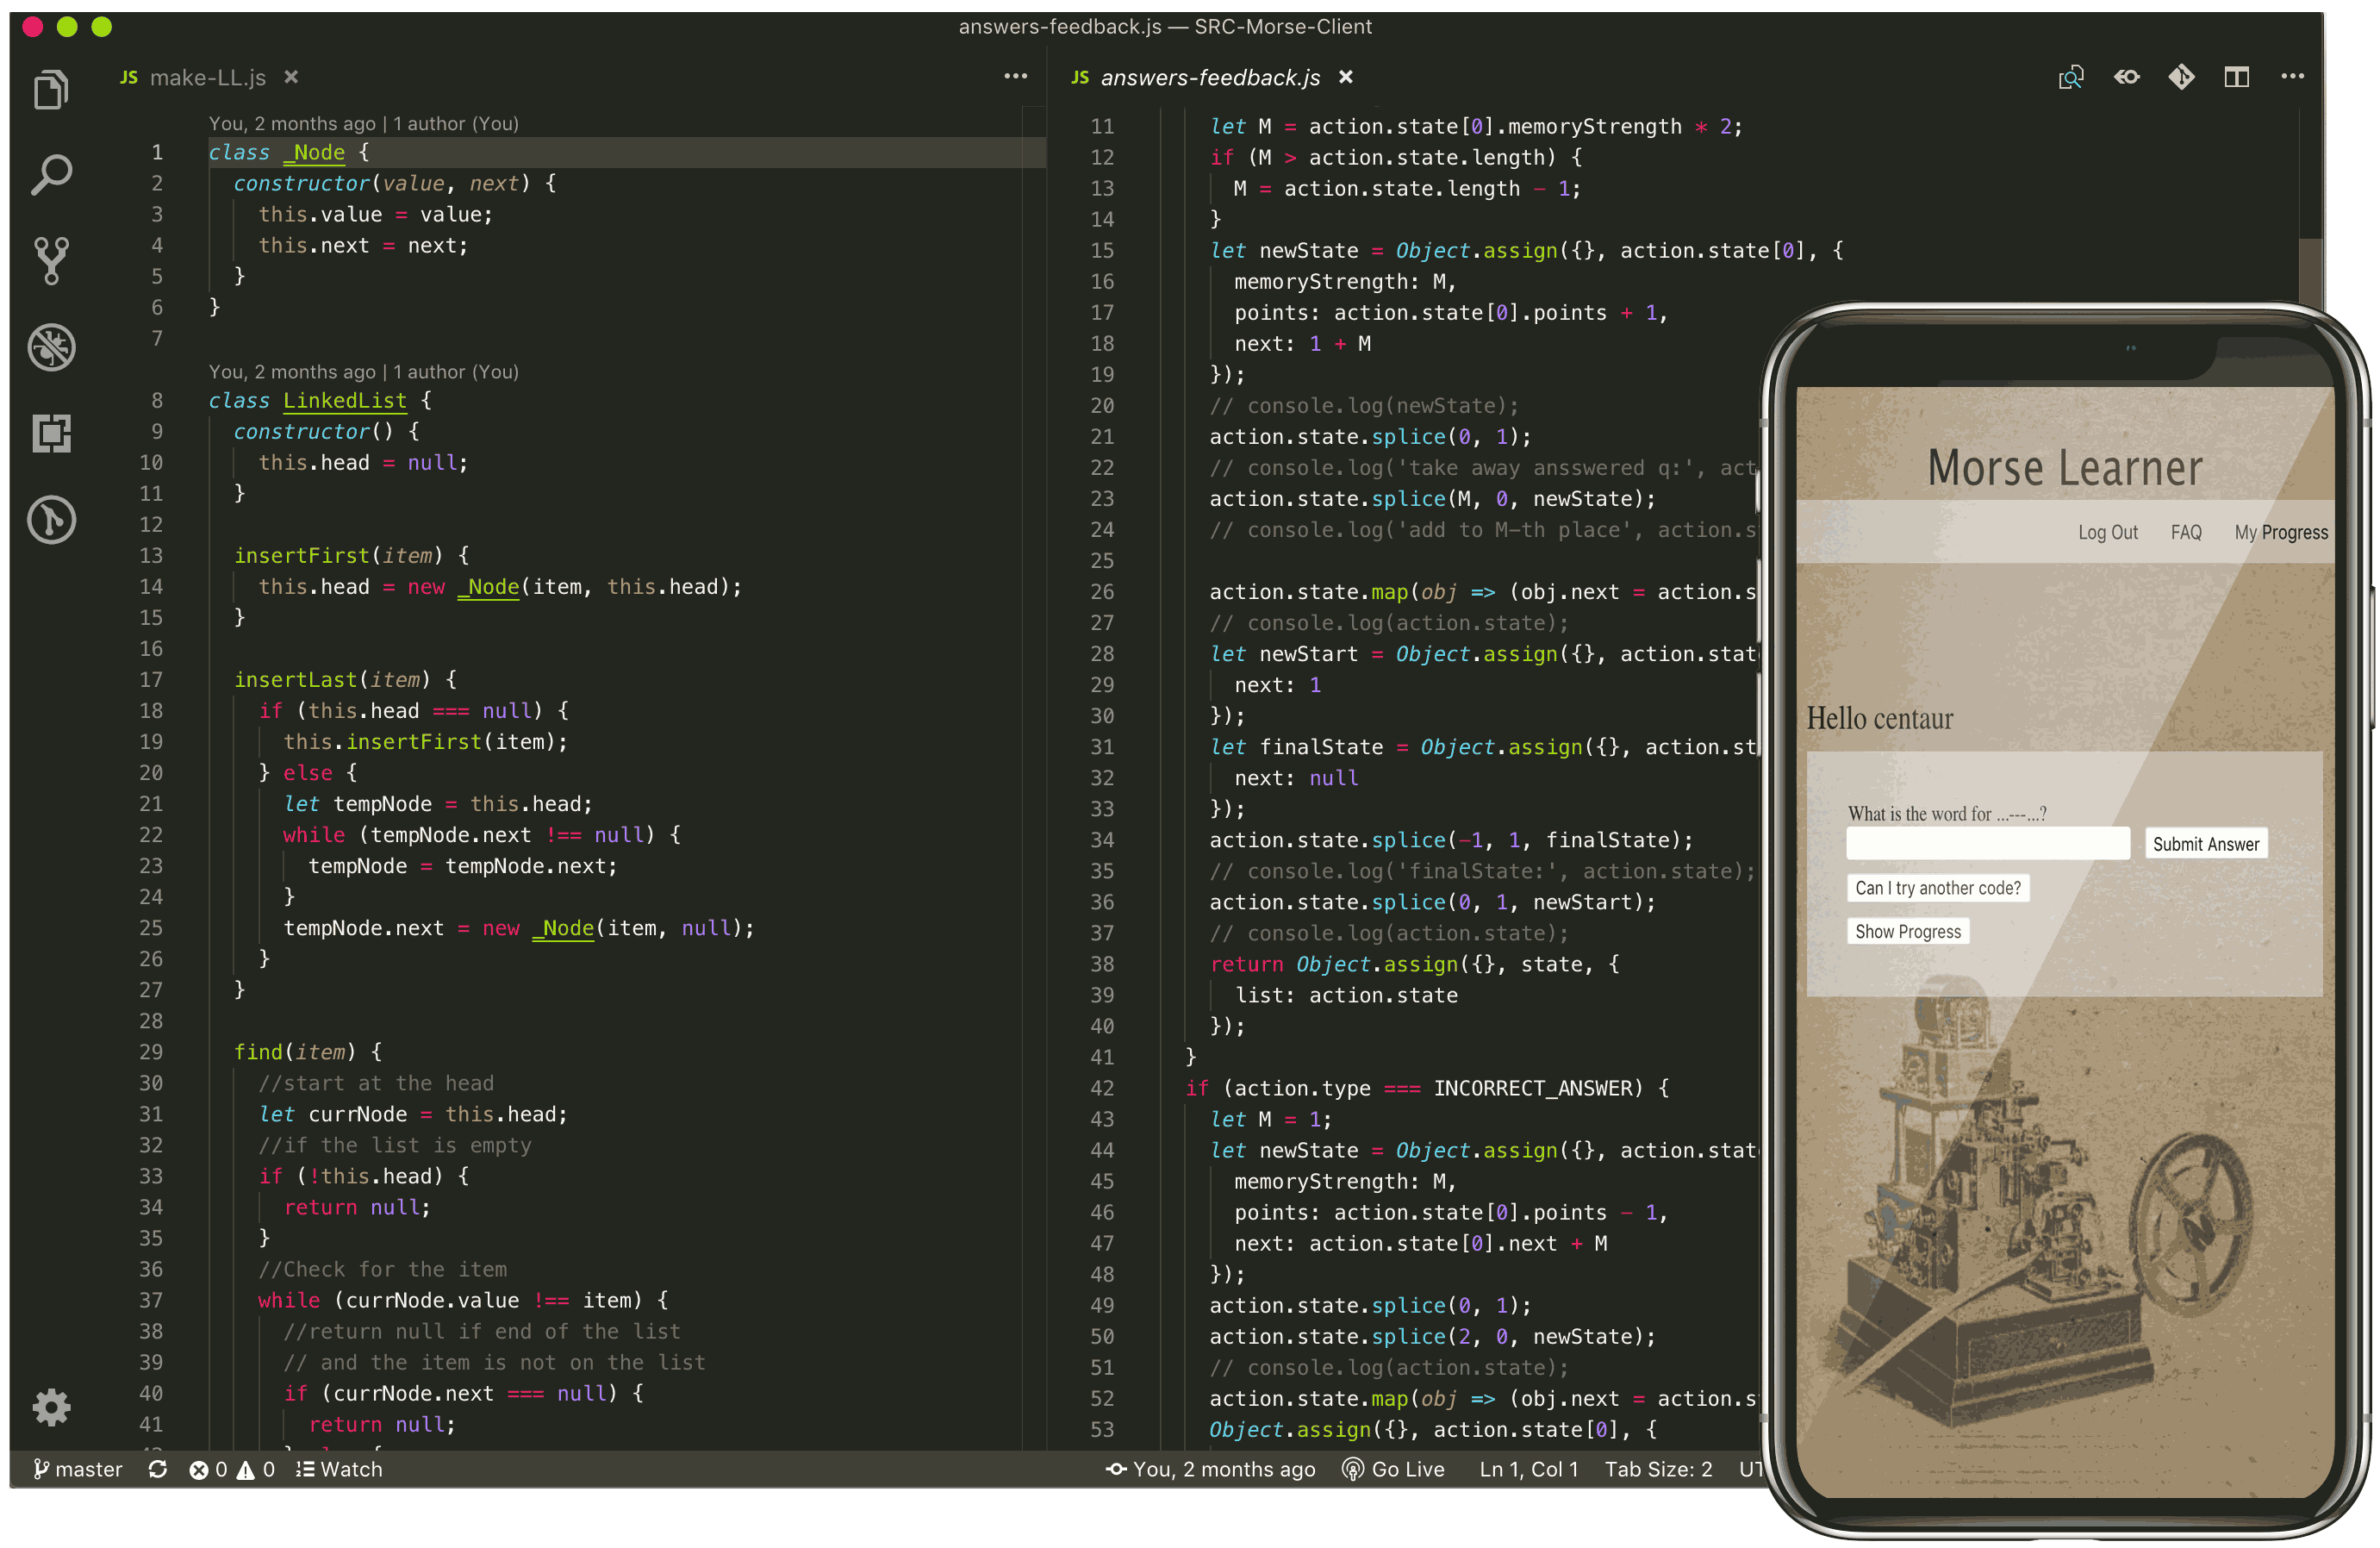 answers-feedback.js — SRC-Morse-Client
JS make-LL.js ×
You, 2 months ago | 1 author (You)
1 class _Node {
2 constructor(value, next) {
3 this.value = value;
4 this.next = next;
5 }
6 }
7
You, 2 months ago | 1 author (You)
8 class LinkedList {
9 constructor() {
10 this.head = null;
11 }
12
13 insertFirst(item) {
14 this.head = new _Node(item, this.head);
15 }
16
17 insertLast(item) {
18 if (this.head === null) {
19 this.insertFirst(item);
20 } else {
21 let tempNode = this.head;
22 while (tempNode.next !== null) {
23 tempNode = tempNode.next;
24 }
25 tempNode.next = new _Node(item, null);
26 }
27 }
28
29 find(item) {
30 //start at the head
31 let currNode = this.head;
32 //if the list is empty
33 if (!this.head) {
34 return null;
35 }
36 //Check for the item
37 while (currNode.value !== item) {
38 //return null if end of the list
39 // and the item is not on the list
40 if (currNode.next === null) {
41 return null;
JS answers-feedback.js ×
11 let M = action.state[0].memoryStrength * 2;
12 if (M > action.state.length) {
13 M = action.state.length - 1;
14 }
15 let newState = Object.assign({}, action.state[0], {
16 memoryStrength: M,
17 points: action.state[0].points + 1,
18 next: 1 + M
19 });
20 // console.log(newState);
21 action.state.splice(0, 1);
22 // console.log('take away ansswered q:', act
23 action.state.splice(M, 0, newState);
24 // console.log('add to M-th place', action.s
25
26 action.state.map(obj => (obj.next = action.s
27 // console.log(action.state);
28 let newStart = Object.assign({}, action.stat
29 next: 1
30 });
31 let finalState = Object.assign({}, action.st
32 next: null
33 });
34 action.state.splice(-1, 1, finalState);
35 // console.log('finalState:', action.state);
36 action.state.splice(0, 1, newStart);
37 // console.log(action.state);
38 return Object.assign({}, state, {
39 list: action.state
40 });
41 }
42 if (action.type === INCORRECT_ANSWER) {
43 let M = 1;
44 let newState = Object.assign({}, action.stat
45 memoryStrength: M,
46 points: action.state[0].points - 1,
47 next: action.state[0].next + M
48 });
49 action.state.splice(0, 1);
50 action.state.splice(2, 0, newState);
51 // console.log(action.state);
52 action.state.map(obj => (obj.next = action.s
53 Object.assign({}, action.state[0], {
master 0 0 Watch
You, 2 months ago Go Live Ln 1, Col 1 Tab Size: 2 UT
Morse Learner
Log Out FAQ My Progress
Hello centaur
What is the word for ...---...?
Submit Answer
Can I try another code?
Show Progress